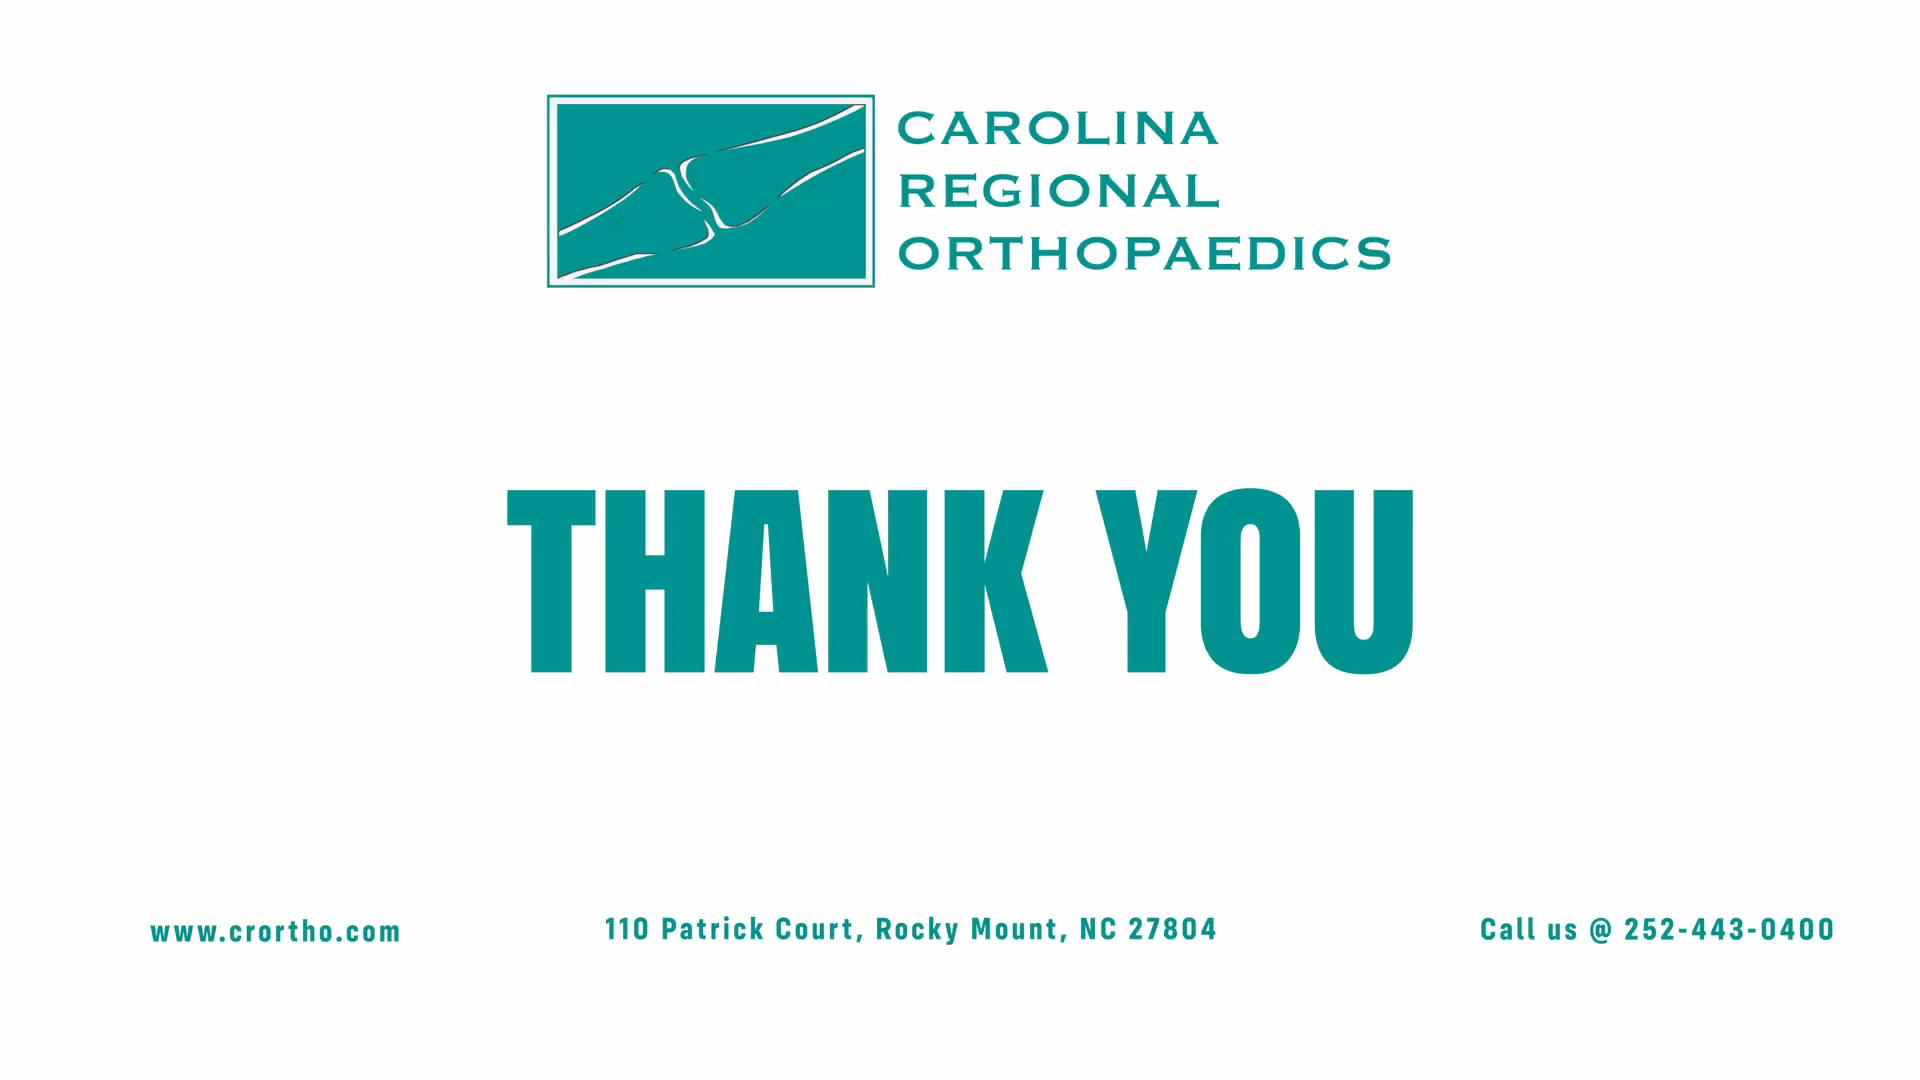 CAROLINA
REGIONAL
ORTHOPAEDICS
THANK YOU
www.crortho.com
110 Patrick Court, Rocky Mount, NC 27804
Call us @ 252-443-0400